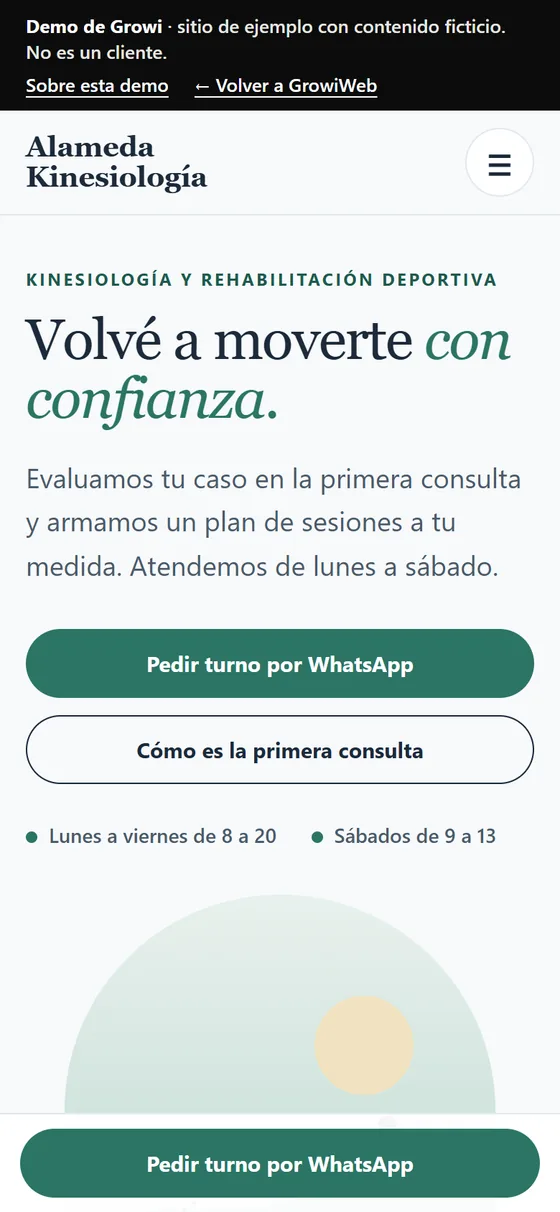 Demo de Growi · sitio de ejemplo con contenido ficticio.
No es un cliente.
Sobre esta demo ← Volver a GrowiWeb
Alameda
Kinesiología
KINESIOLOGÍA Y REHABILITACIÓN DEPORTIVA
Volvé a moverte con
confianza.
Evaluamos tu caso en la primera consulta
y armamos un plan de sesiones a tu
medida. Atendemos de lunes a sábado.
Pedir turno por WhatsApp
Cómo es la primera consulta
Lunes a viernes de 8 a 20
Sábados de 9 a 13
Pedir turno por WhatsApp